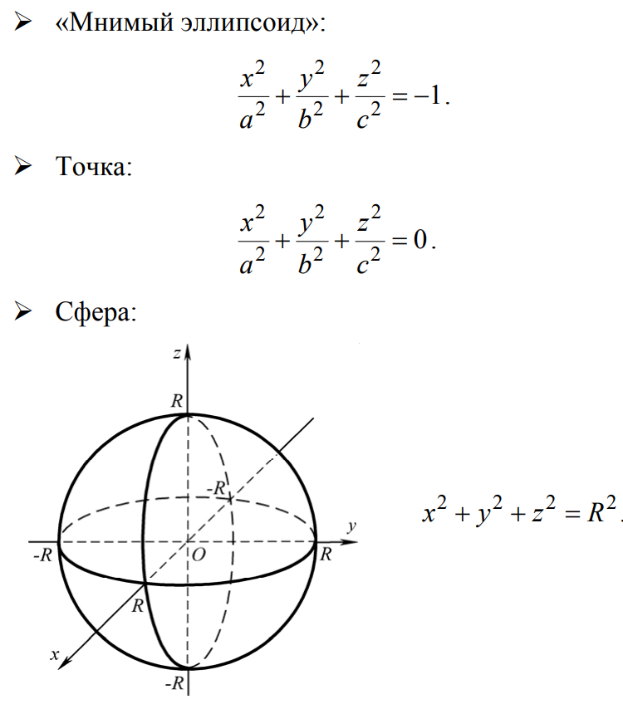 ➢ «Мнимый эллипсоид»:
x²/a² + y²/b² + z²/c² = −1.
➢ Точка:
x²/a² + y²/b² + z²/c² = 0.
➢ Сфера:
z
R
-R
y
x² + y² + z² = R².
-R
O
R
R
x
-R